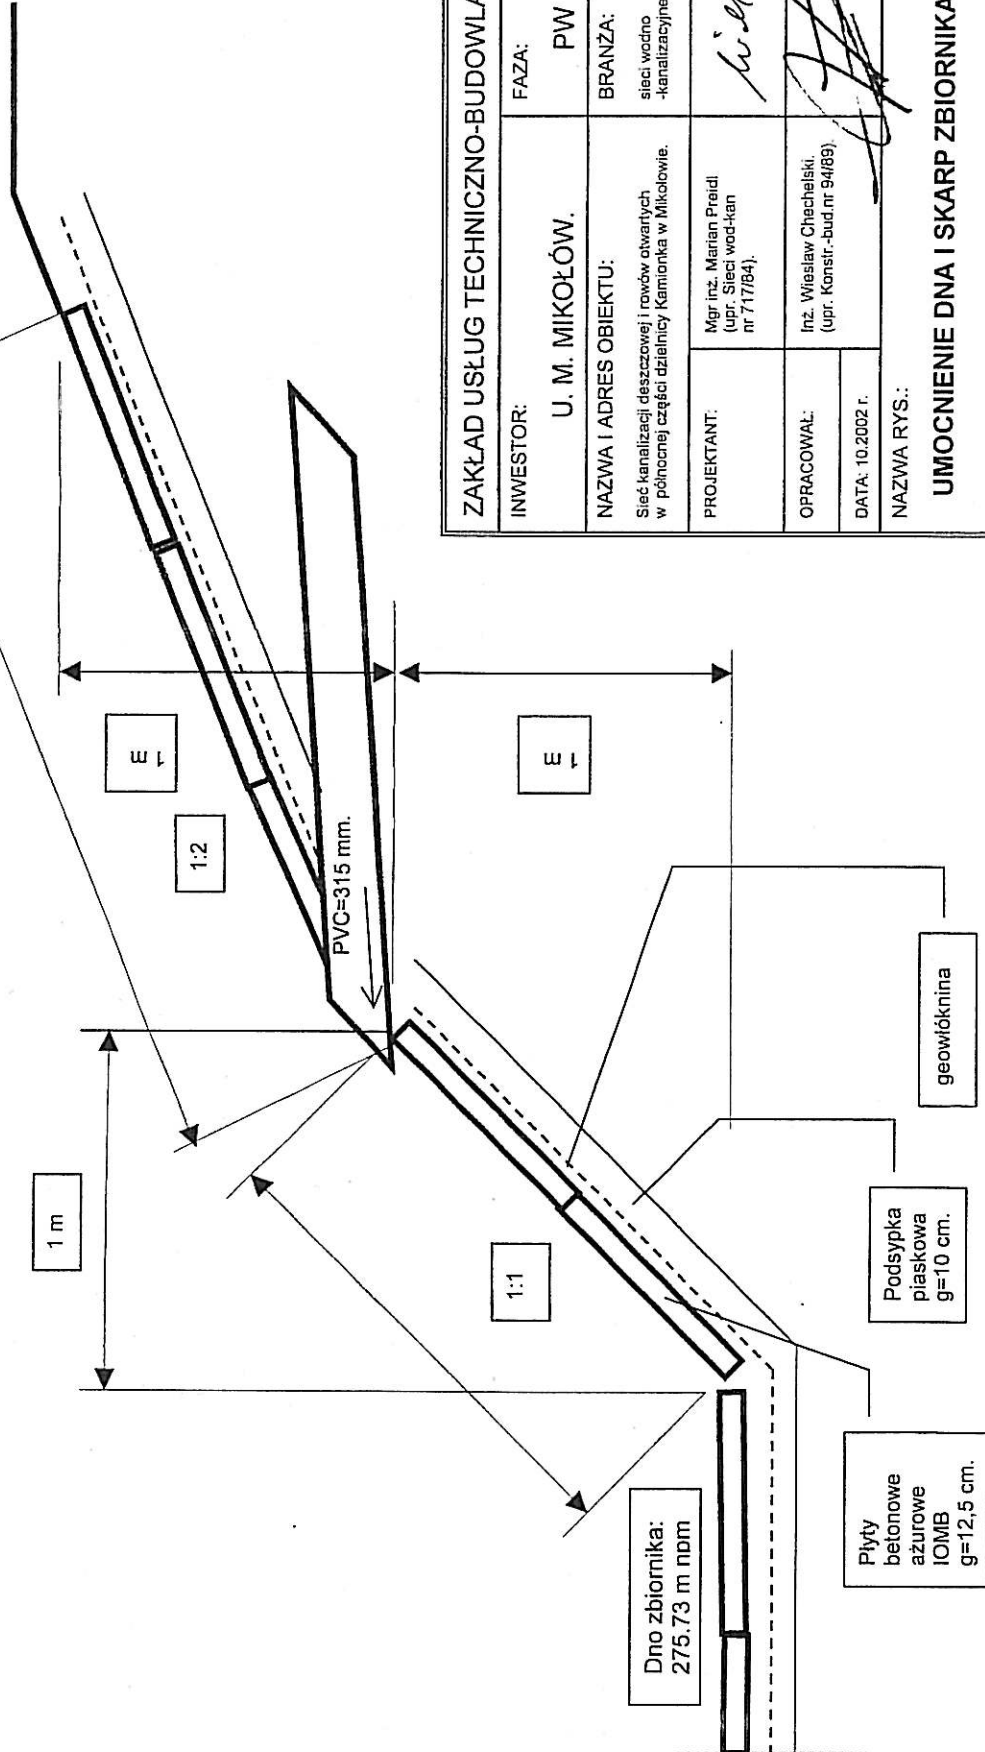 1 m
1 m
1:2
PVC=315 mm.
1 m
1:1
Dno zbiornika:
275.73 m npm
geowłóknina
Podsypka
piaskowa
g=10 cm.
Płyty
betonowe
ażurowe
IOMB
g=12,5 cm.
ZAKŁAD USŁUG TECHNICZNO-BUDOWLA
INWESTOR:
U. M. MIKOŁÓW.
FAZA:
PW
NAZWA I ADRES OBIEKTU:
Sieć kanalizacji deszczowej i rowów otwartych
w północnej części dzielnicy Kamionka w Mikołowie.
BRANŻA:
sieci wodno
-kanalizacyjne
PROJEKTANT:
Mgr inż. Marian Preidl
(upr. Sieci wod-kan
nr 717/84).
OPRACOWAŁ:
Inż. Wiesław Chechelski.
(upr. Konstr.-bud.nr 94/89).
DATA: 10.2002 r.
NAZWA RYS.:
UMOCNIENIE DNA I SKARP ZBIORNIKA